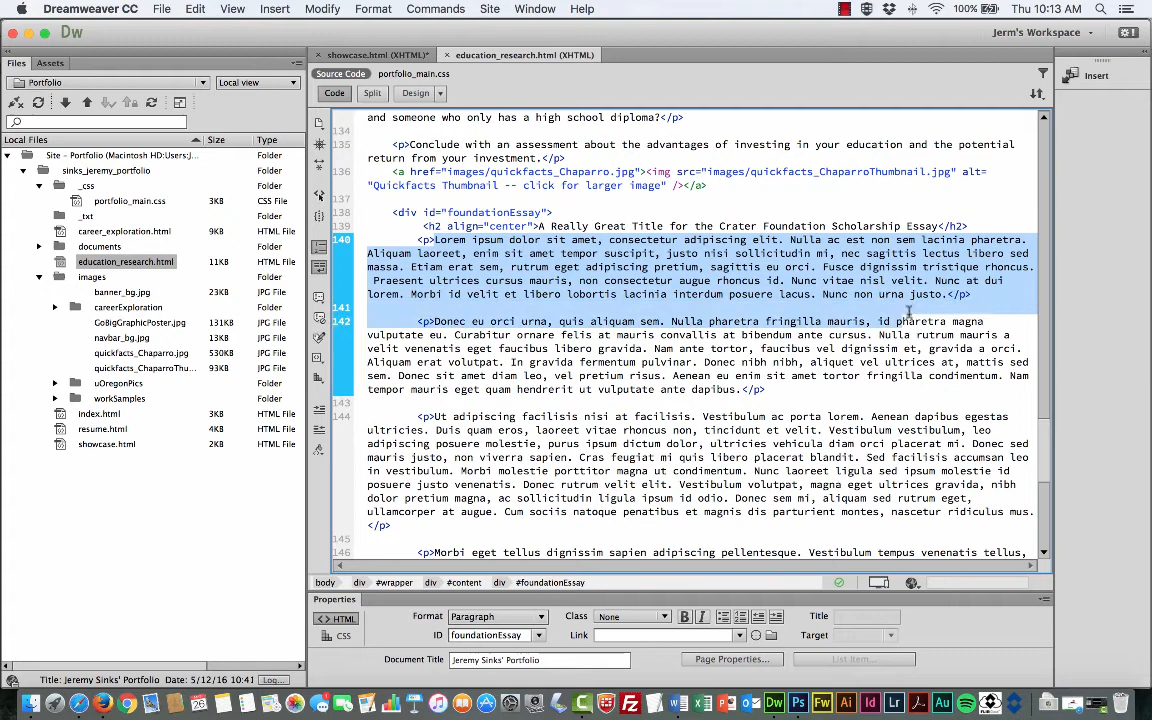 Dreamweaver CC File Edit View Insert Modify Format Commands Site Window Help 100% Thu 10:13 AM
Dw Jerm's Workspace
Files Assets
Portfolio Local view
Local Files Size Type
Site - Portfolio (Macintosh HD:Users:J... Folder
sinks_jeremy_portfolio Folder
_css Folder
portfolio_main.css 3KB CSS File
_txt Folder
career_exploration.html 3KB HTML File
documents Folder
education_research.html 11KB HTML File
images Folder
banner_bg.jpg 23KB JPG File
careerExploration Folder
GoBigGraphicPoster.jpg 131KB JPG File
navbar_bg.jpg 158KB JPG File
quickfacts_Chaparro.jpg 530KB JPG File
quickfacts_ChaparroThu... 93KB JPG File
uOregonPics Folder
workSamples Folder
index.html 3KB HTML File
resume.html 3KB HTML File
showcase.html 2KB HTML File
Title: Jeremy Sinks' Portfolio Date: 5/12/16 10:41 Log...
showcase.html (XHTML)* education_research.html (XHTML)
Source Code portfolio_main.css
Code Split Design
and someone who only has a high school diploma?</p>
134
135 <p>Conclude with an assessment about the advantages of investing in your education and the potential
return from your investment.</p>
136 <a href="images/quickfacts_Chaparro.jpg"><img src="images/quickfacts_ChaparroThumbnail.jpg" alt=
"Quickfacts Thumbnail -- click for larger image" /></a>
137
138 <div id="foundationEssay">
139 <h2 align="center">A Really Great Title for the Crater Foundation Scholarship Essay</h2>
140 <p>Lorem ipsum dolor sit amet, consectetur adipiscing elit. Nulla ac est non sem lacinia pharetra.
Aliquam laoreet, enim sit amet tempor suscipit, justo nisi sollicitudin mi, nec sagittis lectus libero sed
massa. Etiam erat sem, rutrum eget adipiscing pretium, sagittis eu orci. Fusce dignissim tristique rhoncus.
Praesent ultrices cursus mauris, non consectetur augue rhoncus id. Nunc vitae nisl velit. Nunc at dui
lorem. Morbi id velit et libero lobortis lacinia interdum posuere lacus. Nunc non urna justo.</p>
141
142 <p>Donec eu orci urna, quis aliquam sem. Nulla pharetra fringilla mauris, id pharetra magna
vulputate eu. Curabitur ornare felis at mauris convallis at bibendum ante cursus. Nulla rutrum mauris a
velit venenatis eget faucibus libero gravida. Nam ante tortor, faucibus vel dignissim et, gravida a orci.
Aliquam erat volutpat. In gravida fermentum pulvinar. Donec nibh nibh, aliquet vel ultrices at, mattis sed
sem. Donec sit amet diam leo, vel pretium risus. Aenean eu enim sit amet tortor fringilla condimentum. Nam
tempor mauris eget quam hendrerit ut vulputate ante dapibus.</p>
143
144 <p>Ut adipiscing facilisis nisi at facilisis. Vestibulum ac porta lorem. Aenean dapibus egestas
ultricies. Duis quam eros, laoreet vitae rhoncus non, tincidunt et velit. Vestibulum vestibulum, leo
adipiscing posuere molestie, purus ipsum dictum dolor, ultricies vehicula diam orci placerat mi. Donec sed
mauris justo, non viverra sapien. Cras feugiat mi quis libero placerat blandit. Sed facilisis accumsan leo
in vestibulum. Morbi molestie porttitor magna ut condimentum. Nunc laoreet ligula sed ipsum molestie id
posuere justo venenatis. Donec rutrum velit elit. Vestibulum volutpat, magna eget ultrices gravida, nibh
dolor pretium magna, ac sollicitudin ligula ipsum id odio. Donec sem mi, aliquam sed rutrum eget,
ullamcorper at augue. Cum sociis natoque penatibus et magnis dis parturient montes, nascetur ridiculus mus.
</p>
145
146 <p>Morbi eget tellus dignissim sapien adipiscing pellentesque. Vestibulum tempus venenatis tellus,
body div #wrapper div #content div #foundationEssay
Properties
<> HTML Format Paragraph Class None B I Title
CSS ID foundationEssay Link Target
Document Title Jeremy Sinks' Portfolio Page Properties... List Item...
Insert